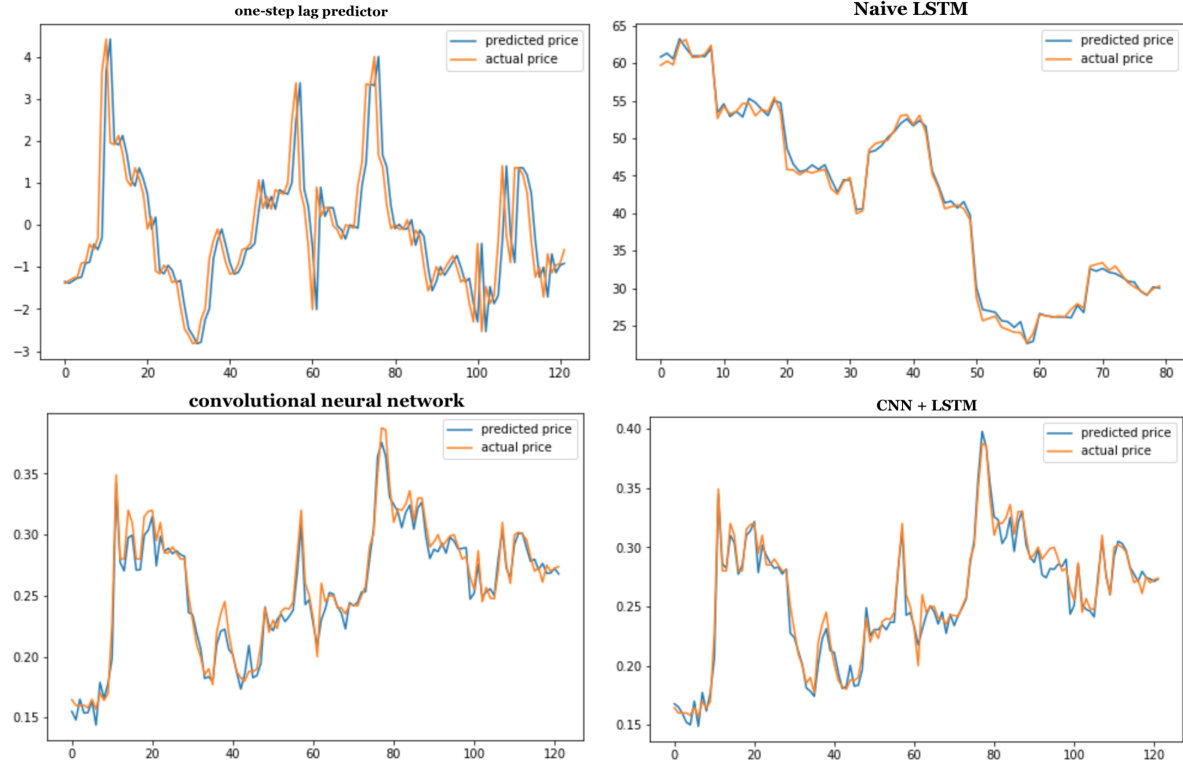 one-step lag predictor
predicted price
actual price
4
3
2
1
0
−1
−2
−3
0 20 40 60 80 100 120
Naive LSTM
predicted price
actual price
65
60
55
50
45
40
35
30
25
0 10 20 30 40 50 60 70 80
convolutional neural network
predicted price
actual price
0.35
0.30
0.25
0.20
0.15
0 20 40 60 80 100 120
CNN + LSTM
predicted price
actual price
0.40
0.35
0.30
0.25
0.20
0.15
0 20 40 60 80 100 120